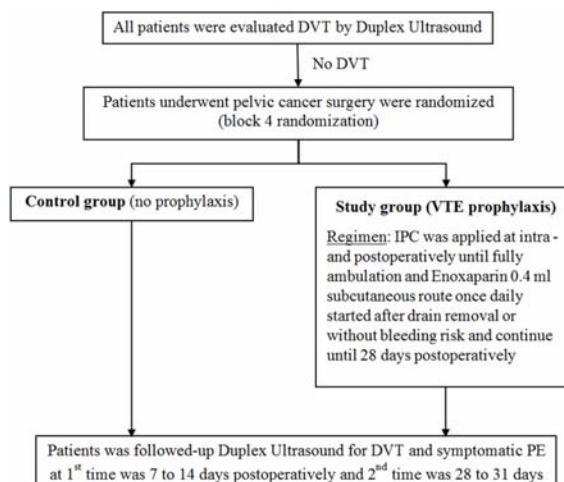 All patients were evaluated DVT by Duplex Ultrasound
No DVT
Patients underwent pelvic cancer surgery were randomized
(block 4 randomization)
Control group (no prophylaxis)
Study group (VTE prophylaxis)
Regimen: IPC was applied at intra -
and postoperatively until fully
ambulation and Enoxaparin 0.4 ml
subcutaneous route once daily
started after drain removal or
without bleeding risk and continue
until 28 days postoperatively
Patients was followed-up Duplex Ultrasound for DVT and symptomatic PE
at 1st time was 7 to 14 days postoperatively and 2nd time was 28 to 31 days